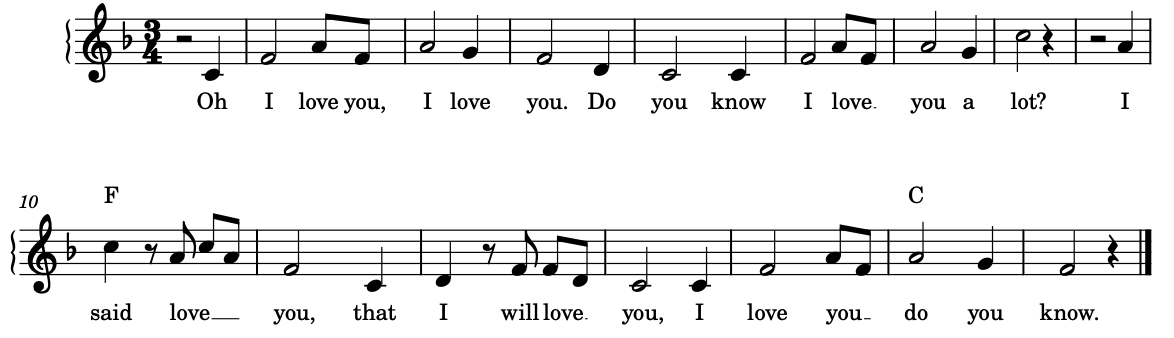 3
4
Oh I love you, I love you. Do you know I love you a lot? I
10
F C
said love you, that I will love you, I love you do you know.